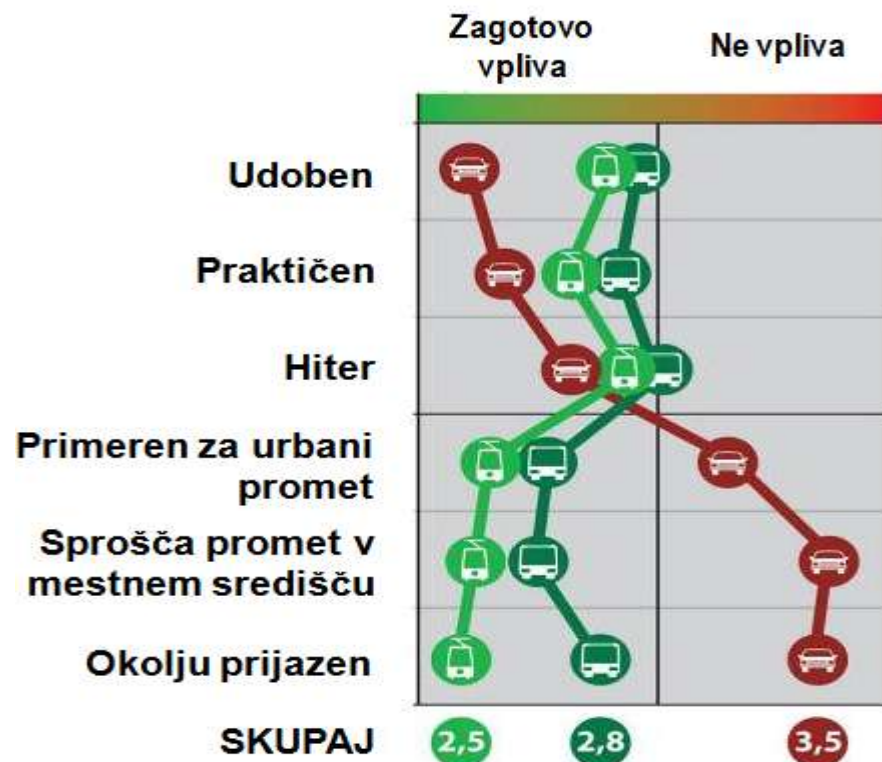 Zagotovo
vpliva
Ne vpliva
Udoben
Praktičen
Hiter
Primeren za urbani
promet
Sprošča promet v
mestnem središču
Okolju prijazen
SKUPAJ 2,5 2,8 3,5